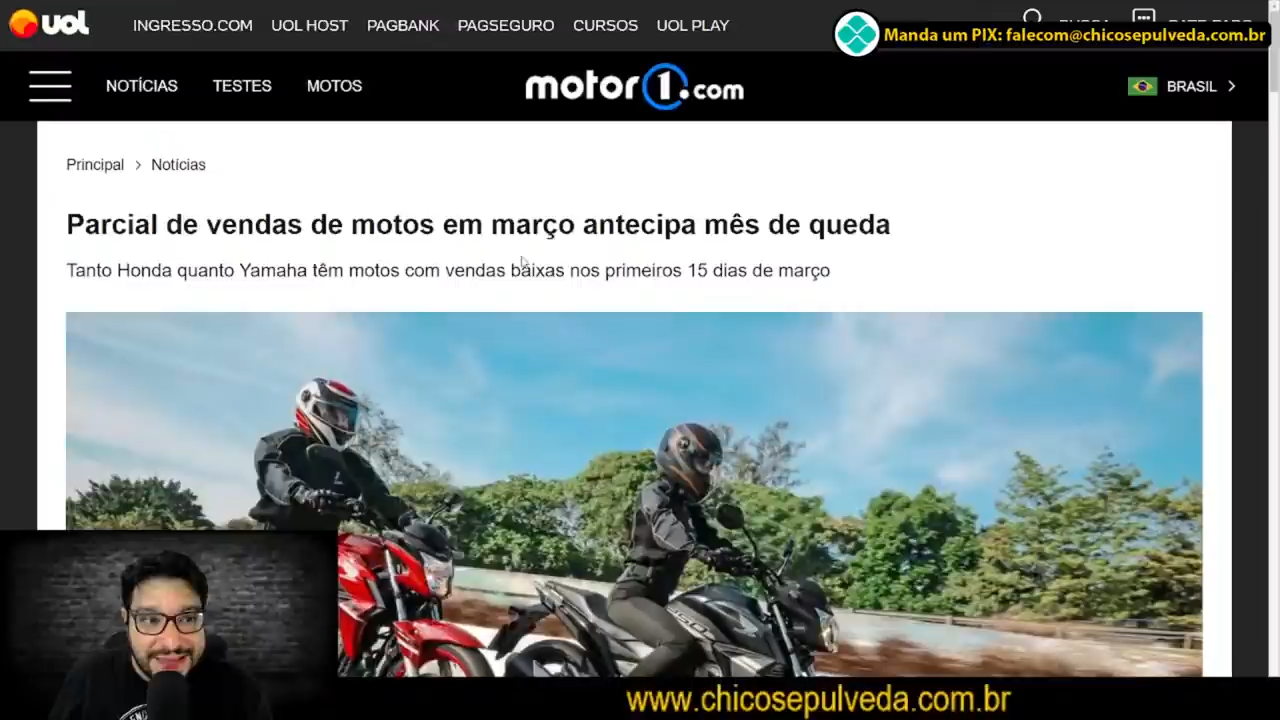 uol INGRESSO.COM UOL HOST PAGBANK PAGSEGURO CURSOS UOL PLAY
Manda um PIX: falecom@chicosepulveda.com.br
NOTÍCIAS TESTES MOTOS motor1.com BRASIL
Principal > Notícias
Parcial de vendas de motos em março antecipa mês de queda
Tanto Honda quanto Yamaha têm motos com vendas baixas nos primeiros 15 dias de março
www.chicosepulveda.com.br